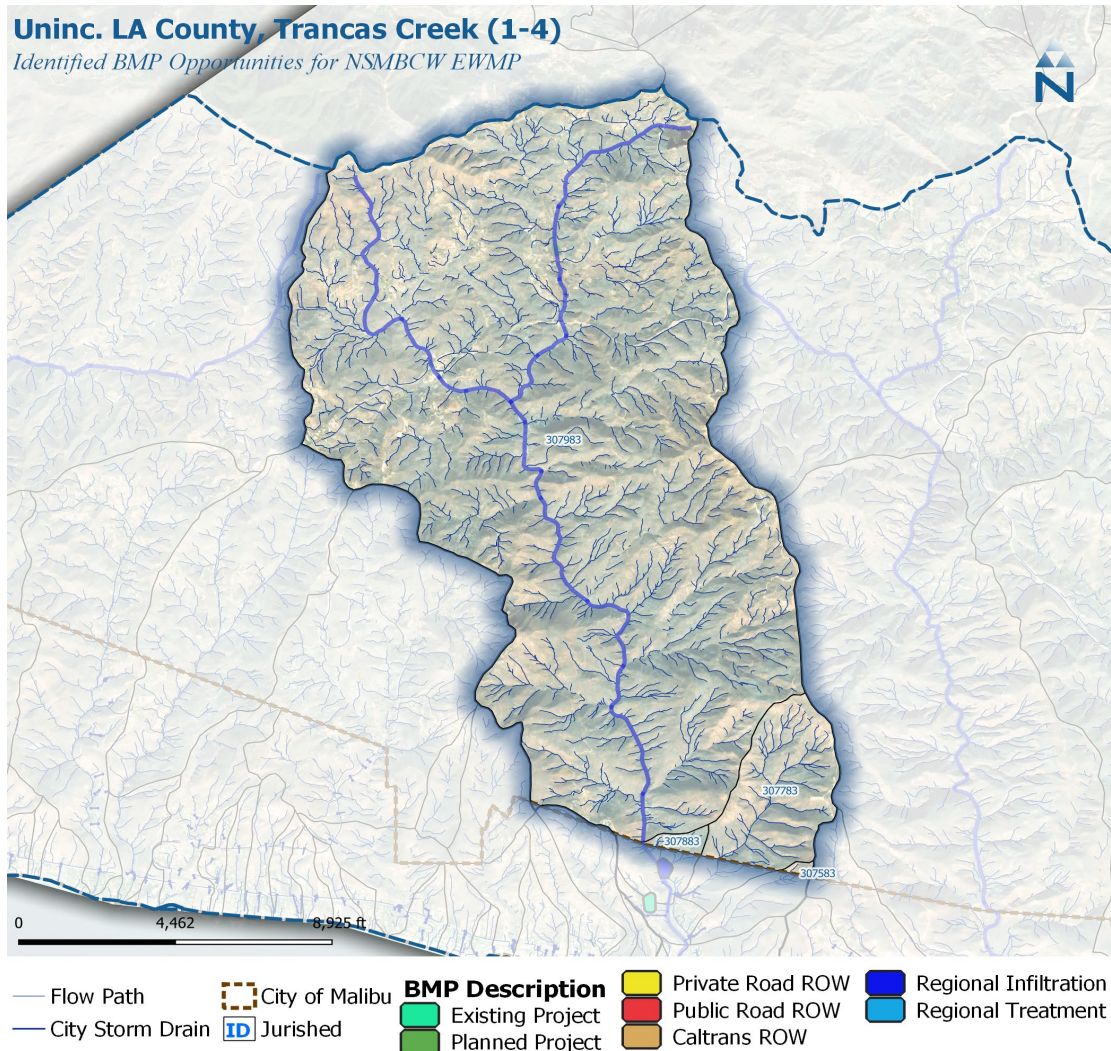 Uninc. LA County, Trancas Creek (1-4)
Identified BMP Opportunities for NSMBCW EWMP
N
307983
307783
307883
307583
0 4,462 8,925 ft
Flow Path
City Storm Drain
City of Malibu
ID Jurished
BMP Description
Existing Project
Planned Project
Private Road ROW
Public Road ROW
Caltrans ROW
Regional Infiltration
Regional Treatment